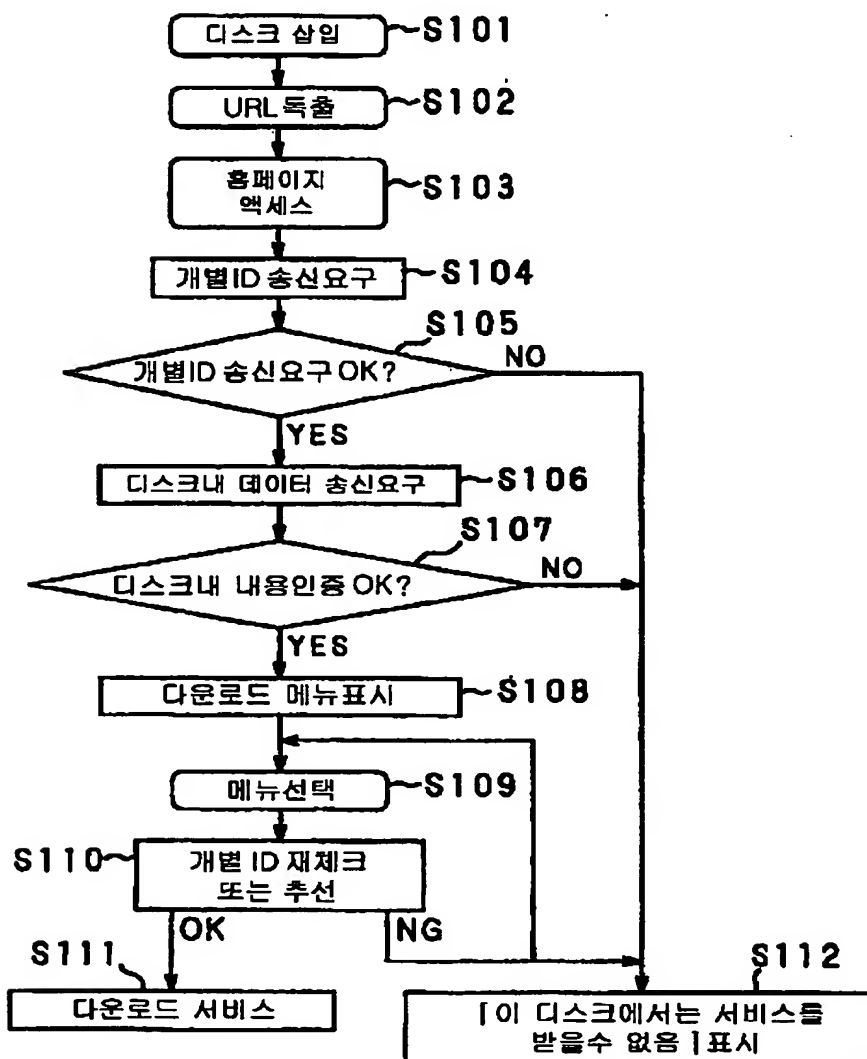 디스크 삽입 S101
URL 독출 S102
홈페이지
액세스 S103
개별ID 송신요구 S104
S105
개별ID 송신요구OK? NO
YES
디스크내 데이터 송신요구 S106
S107
디스크내 내용인증OK? NO
YES
다운로드 메뉴표시 S108
메뉴선택 S109
S110 개별 ID 재체크
또는 추선
OK NG
S111 S112
다운로드 서비스
[이 디스크에서는 서비스를
받을수 없음]표시